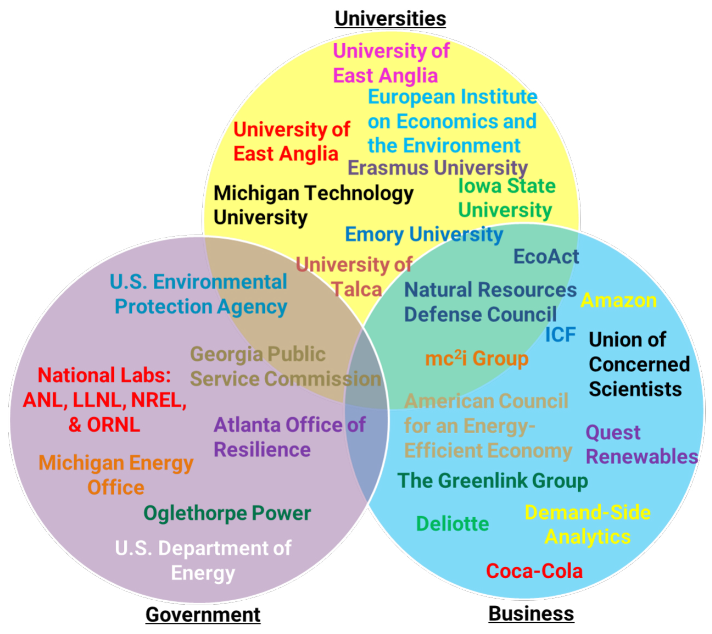 Universities
University of
East Anglia
European Institute
on Economics and
the Environment
University of
East Anglia
Erasmus University
Michigan Technology
University
Iowa State
University
Emory University
EcoAct
University of
Talca
U.S. Environmental
Protection Agency
Natural Resources
Defense Council
Amazon
ICF
Union of
Concerned
Scientists
Georgia Public
Service Commission
mc²i Group
National Labs:
ANL, LLNL, NREL,
& ORNL
American Council
for an Energy-
Efficient Economy
Atlanta Office of
Resilience
Quest
Renewables
Michigan Energy
Office
The Greenlink Group
Oglethorpe Power
Deliotte
Demand-Side
Analytics
U.S. Department of
Energy
Coca-Cola
Government
Business